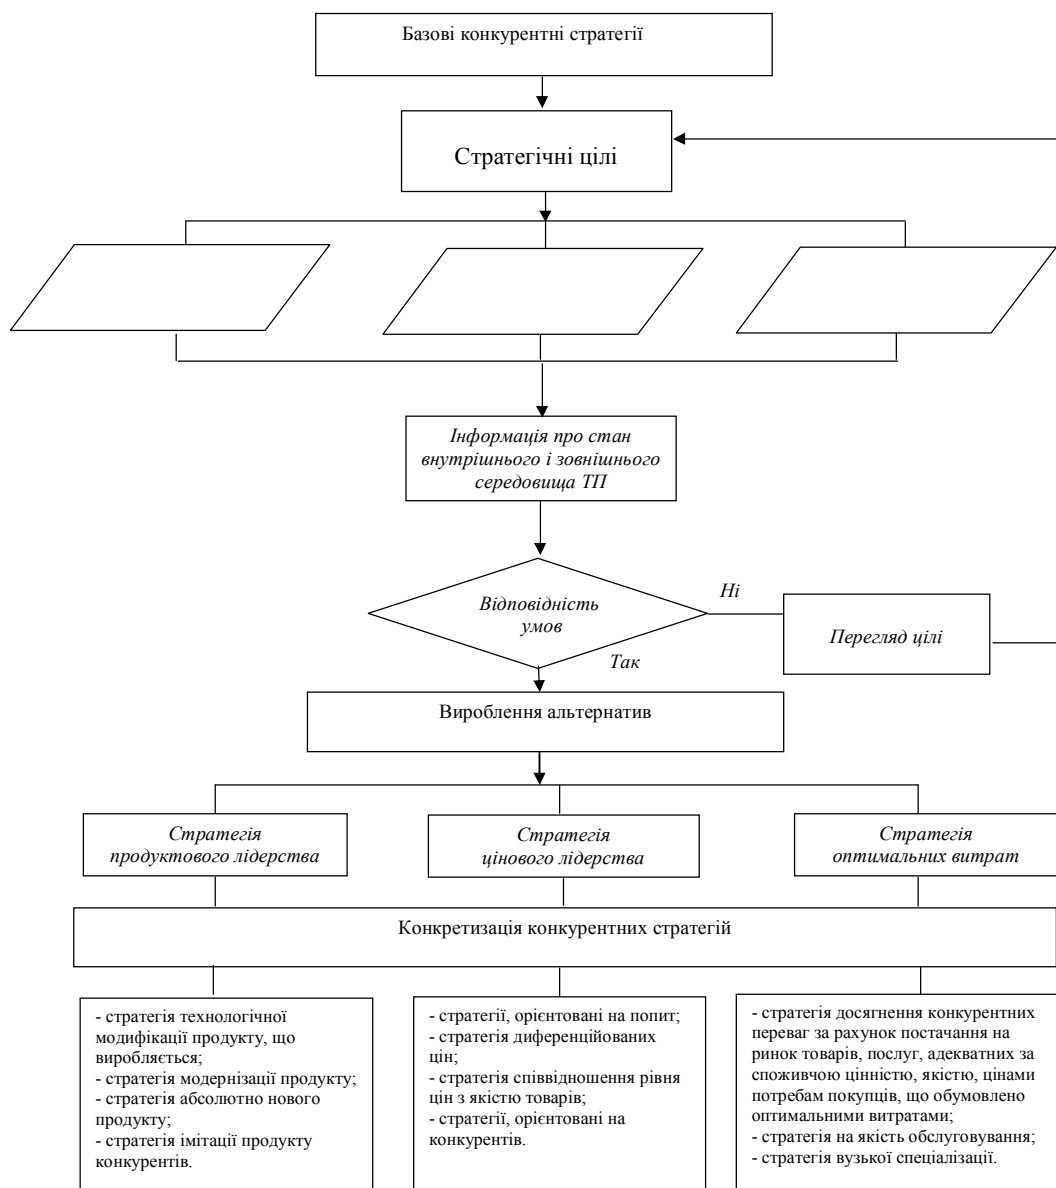 Базові конкурентні стратегії
Стратегічні цілі
Інформація про стан
внутрішнього і зовнішнього
середовища ТП
Відповідність
умов
Ні
Перегляд цілі
Так
Вироблення альтернатив
Стратегія
продуктового лідерства
Стратегія
цінового лідерства
Стратегія
оптимальних витрат
Конкретизація конкурентних стратегій
- стратегія технологічної
модифікації продукту, що
виробляється;
- стратегія модернізації продукту;
- стратегія абсолютно нового
продукту;
- стратегія імітації продукту
конкурентів.
- стратегії, орієнтовані на попит;
- стратегія диференційованих
цін;
- стратегія співвідношення рівня
цін з якістю товарів;
- стратегії, орієнтовані на
конкурентів.
- стратегія досягнення конкурентних
переваг за рахунок постачання на
ринок товарів, послуг, адекватних за
споживчою цінністю, якістю, цінами
потребам покупців, що обумовлено
оптимальними витратами;
- стратегія на якість обслуговування;
- стратегія вузької спеціалізації.